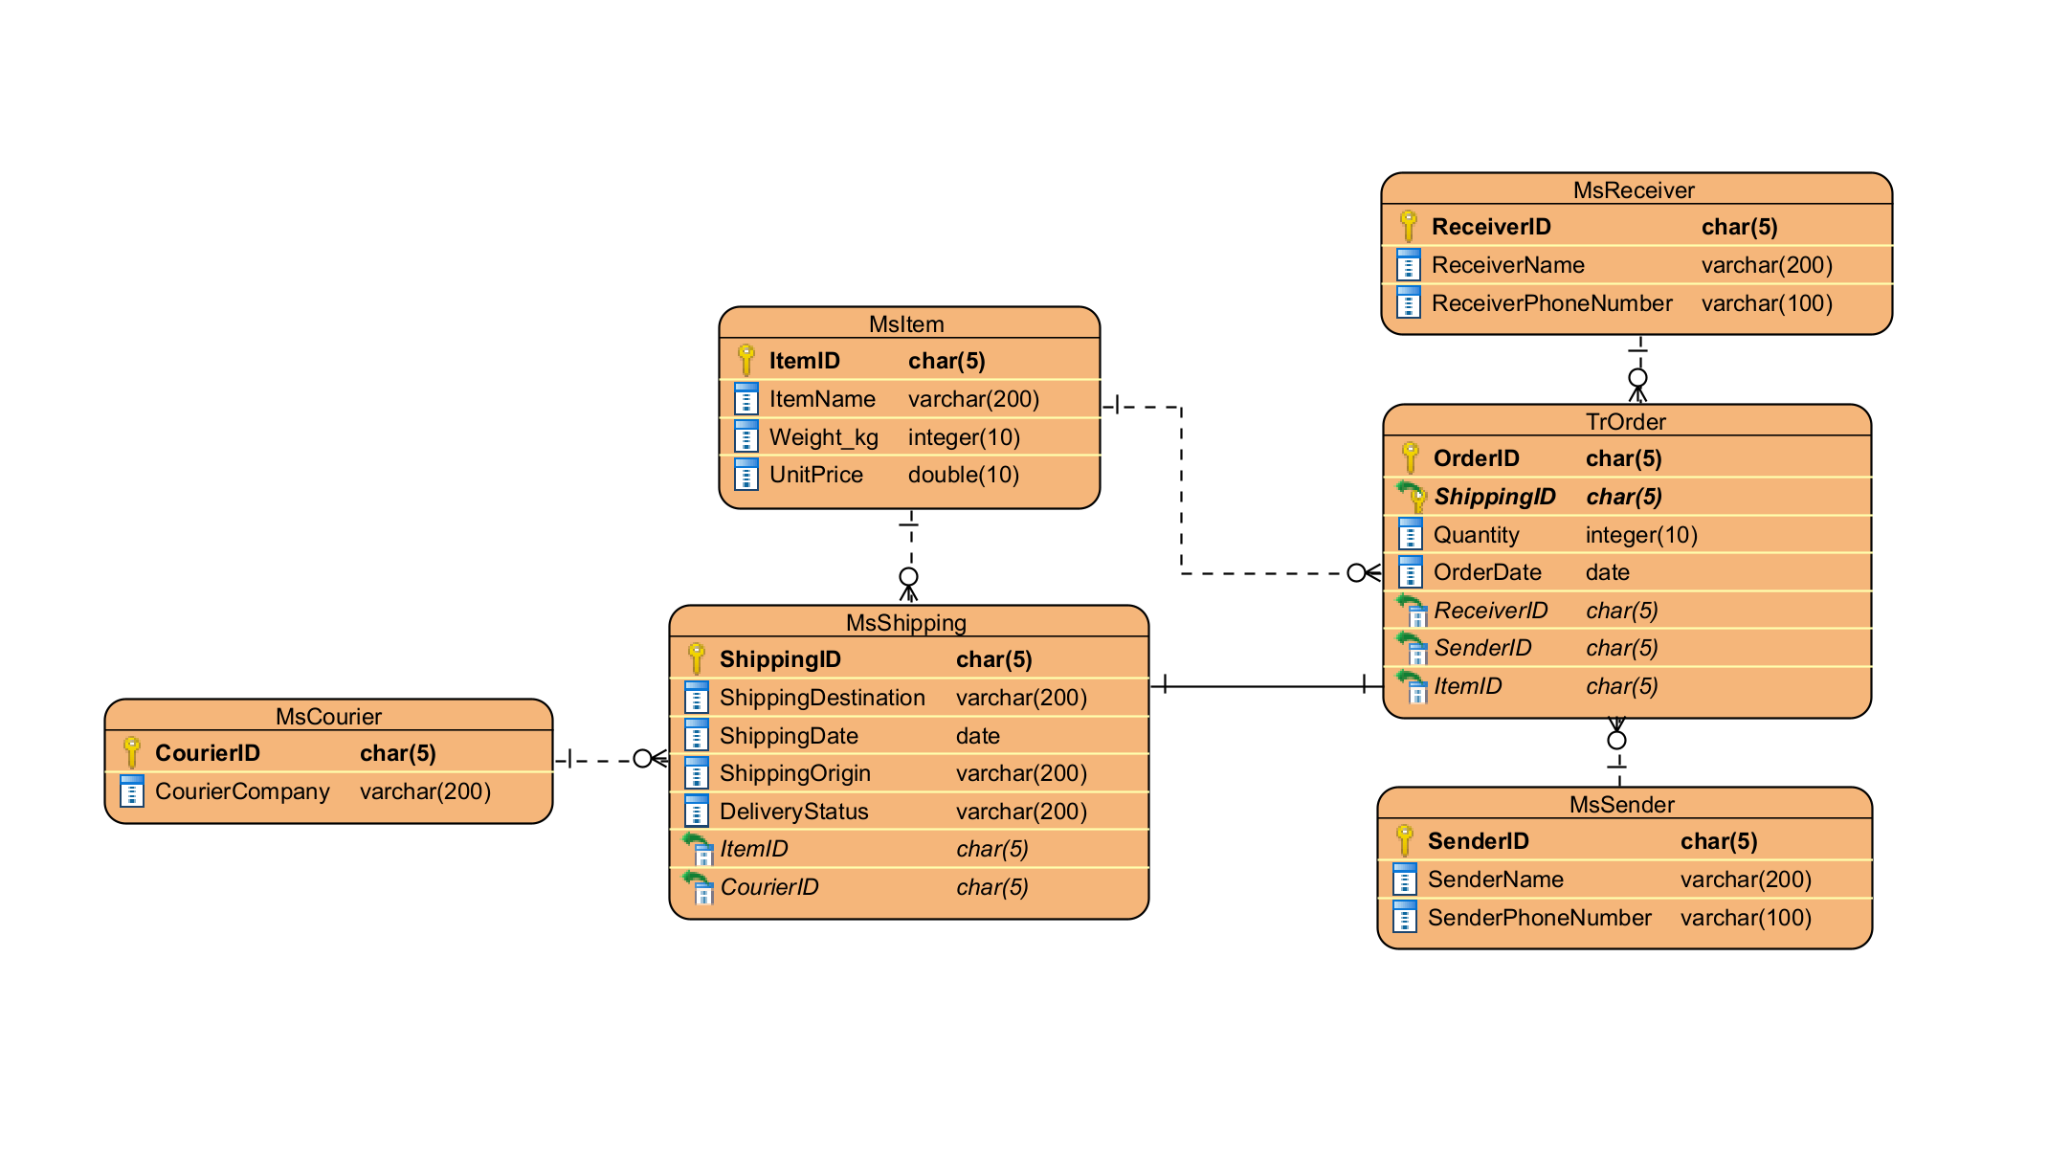 MsReceiver
ReceiverID char(5)
ReceiverName varchar(200)
ReceiverPhoneNumber varchar(100)
MsItem
ItemID char(5)
ItemName varchar(200)
Weight_kg integer(10)
UnitPrice double(10)
TrOrder
OrderID char(5)
ShippingID char(5)
Quantity integer(10)
OrderDate date
ReceiverID char(5)
SenderID char(5)
ItemID char(5)
MsShipping
ShippingID char(5)
ShippingDestination varchar(200)
ShippingDate date
ShippingOrigin varchar(200)
DeliveryStatus varchar(200)
ItemID char(5)
CourierID char(5)
MsCourier
CourierID char(5)
CourierCompany varchar(200)
MsSender
SenderID char(5)
SenderName varchar(200)
SenderPhoneNumber varchar(100)